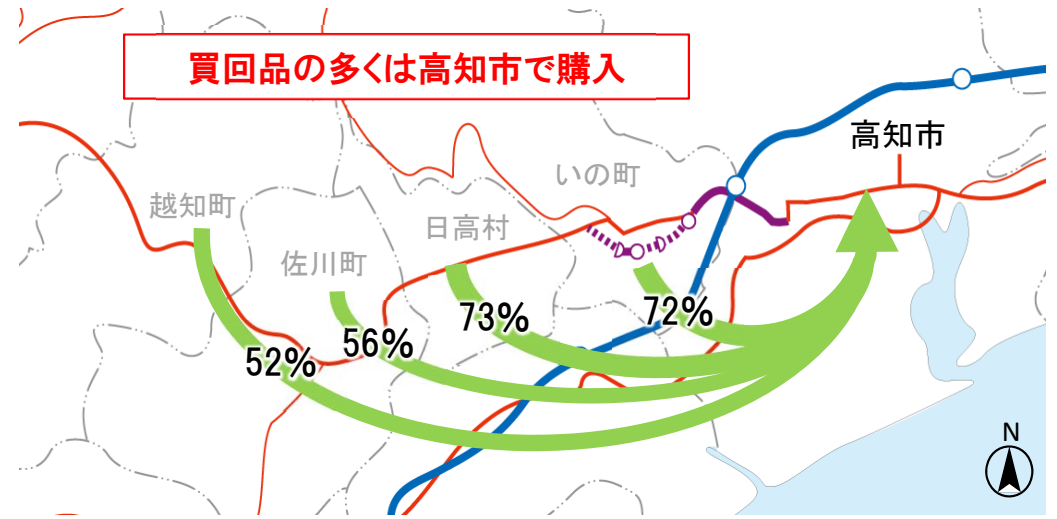 買回品の多くは高知市で購入
高知市
いの町
越知町
日高村
佐川町
73%
72%
56%
52%
N